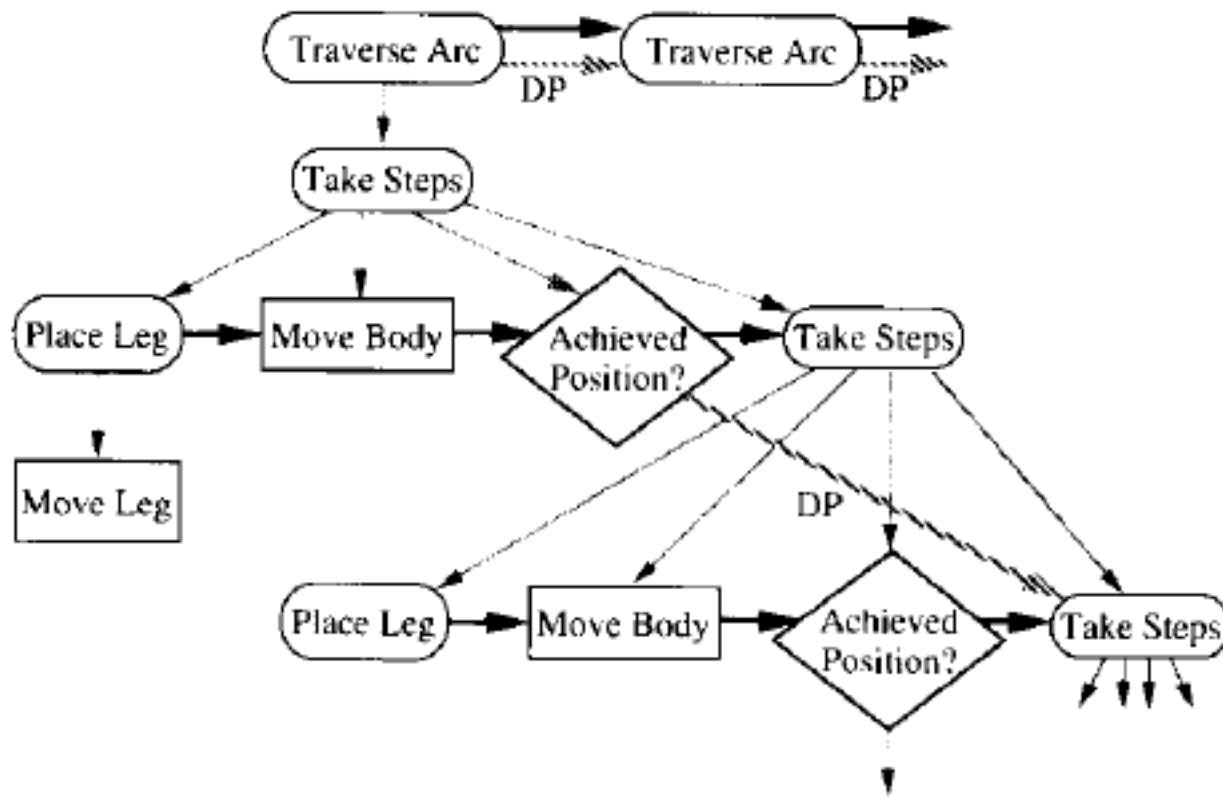 Traverse Arc
Traverse Arc
DP
DP
Take Steps
Place Leg
Move Body
Achieved
Position?
Take Steps
Move Leg
DP
Place Leg
Move Body
Achieved
Position?
Take Steps